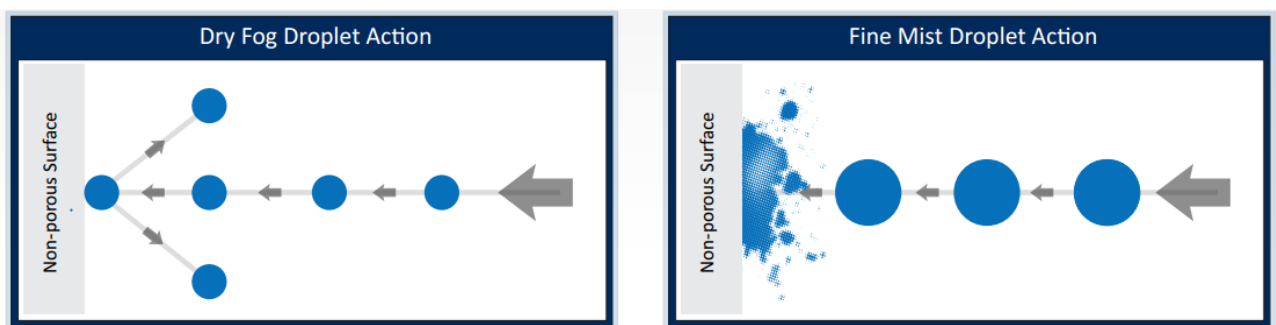 Dry Fog Droplet Action
Non-porous Surface
Fine Mist Droplet Action
Non-porous Surface